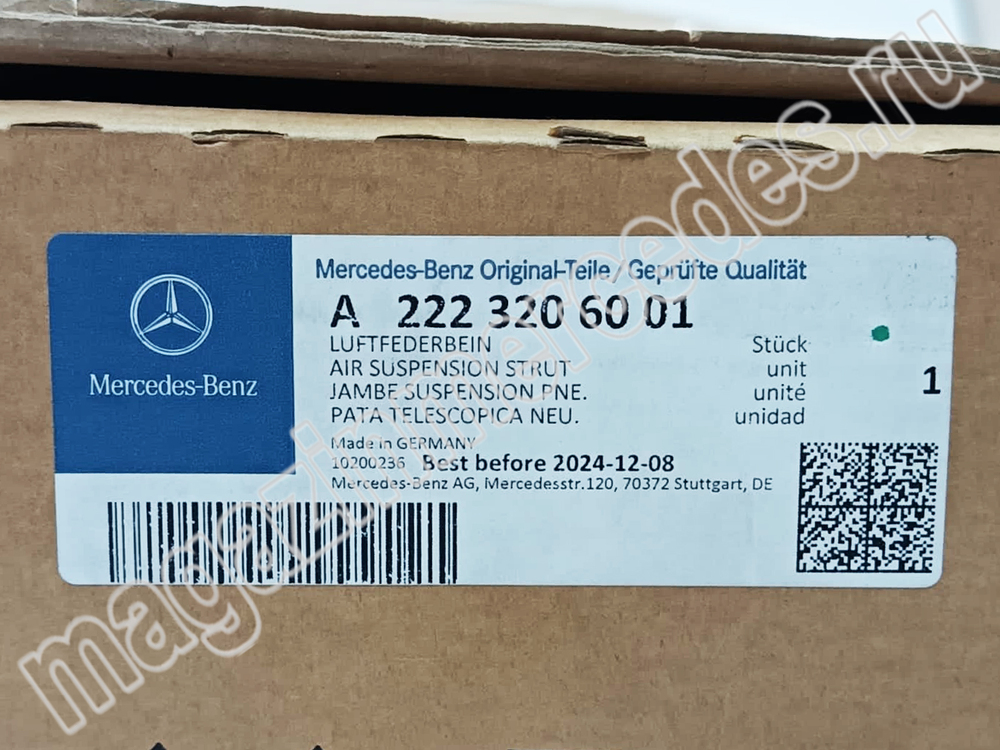 Mercedes-Benz
Mercedes-Benz Original-Teile / Geprüfte Qualität
A 222 320 60 01
LUFTFEDERBEIN Stück
AIR SUSPENSION STRUT unit
JAMBE SUSPENSION PNE. unité
PATA TELESCOPICA NEU. unidad
1
Made in GERMANY
10200236 Best before 2024-12-08
Mercedes-Benz AG, Mercedesstr.120, 70372 Stuttgart, DE
magazinmercedes.ru